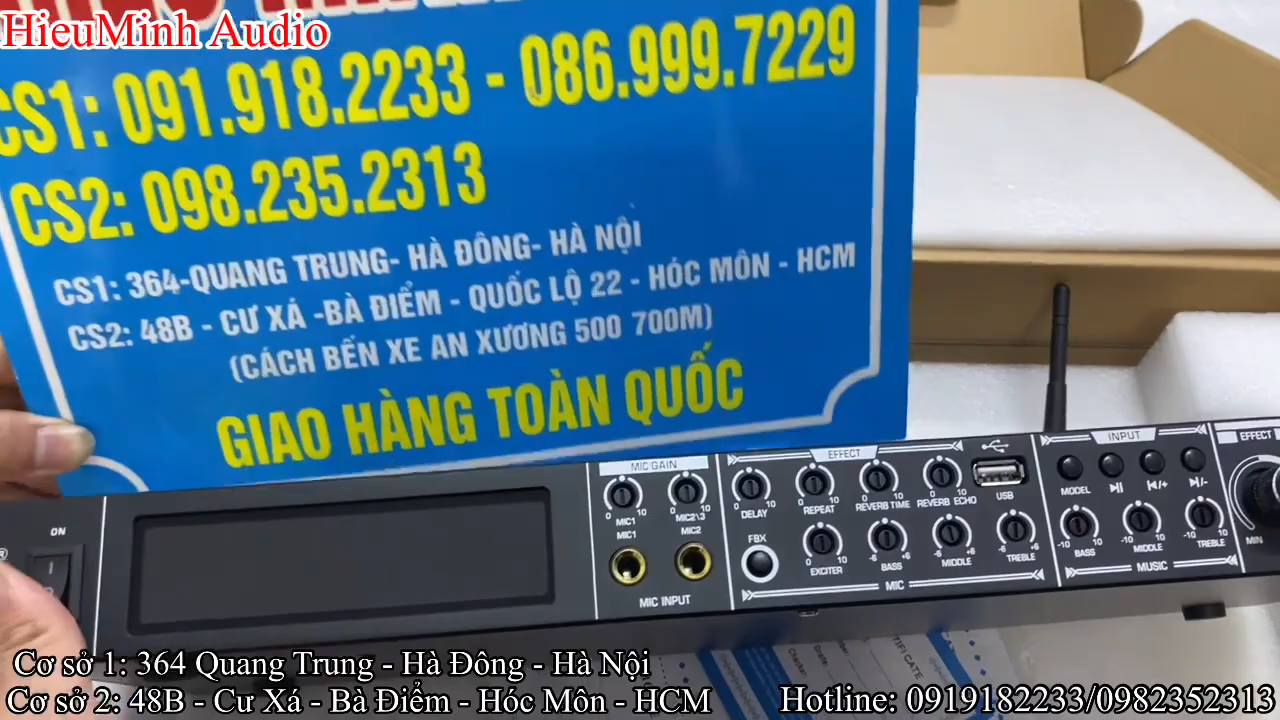 HieuMinh Audio
CS1: 091.918.2233 - 086.999.7229
CS2: 098.235.2313
CS1: 364-QUANG TRUNG- HÀ ĐÔNG- HÀ NỘI
CS2: 48B - CƯ XÁ -BÀ ĐIỂM - QUỐC LỘ 22 - HÓC MÔN - HCM
(CÁCH BẾN XE AN XƯƠNG 500 700M)
GIAO HÀNG TOÀN QUỐC
ON
MIC GAIN
0 10 0 10
MIC1 MIC2\3
MIC1 MIC2
MIC INPUT
EFFECT
0 10 0 10 0 10 0 10
DELAY REPEAT REVERB TIME REVERB ECHO USB
FBX
0 10 -6 +6 -6 +6 -6 +6
EXCITER BASS MIDDLE TREBLE
MIC
INPUT
MODEL
-10 10 -10 10 -10 10
BASS MIDDLE TREBLE
MUSIC
EFFECT
MIN
Cơ sở 1: 364 Quang Trung - Hà Đông - Hà Nội
Cơ sở 2: 48B - Cư Xá - Bà Điểm - Hóc Môn - HCM
Hotline: 0919182233/0982352313